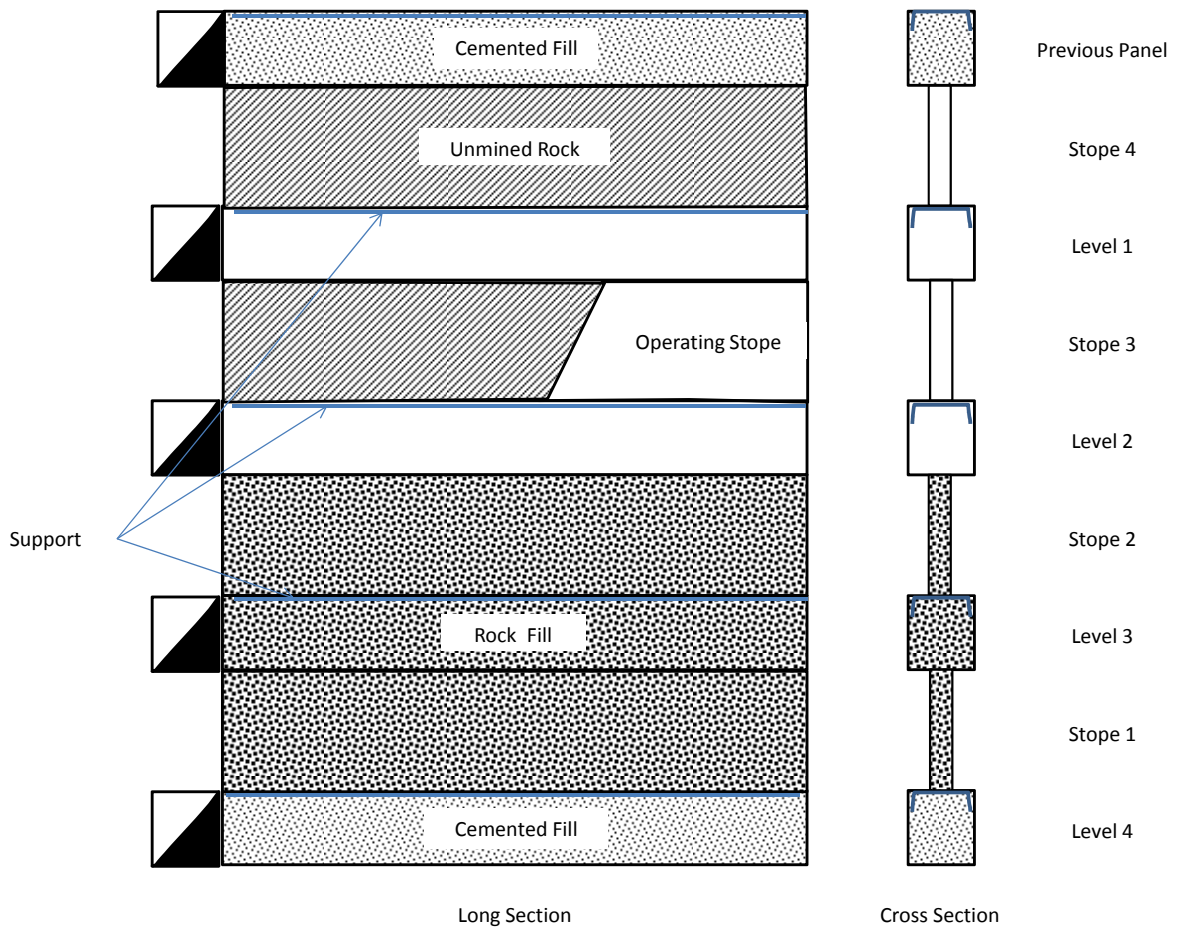 Cemented Fill
Previous Panel
Unmined Rock
Stope 4
Level 1
Operating Stope
Stope 3
Level 2
Support
Stope 2
Rock Fill
Level 3
Stope 1
Cemented Fill
Level 4
Long Section
Cross Section